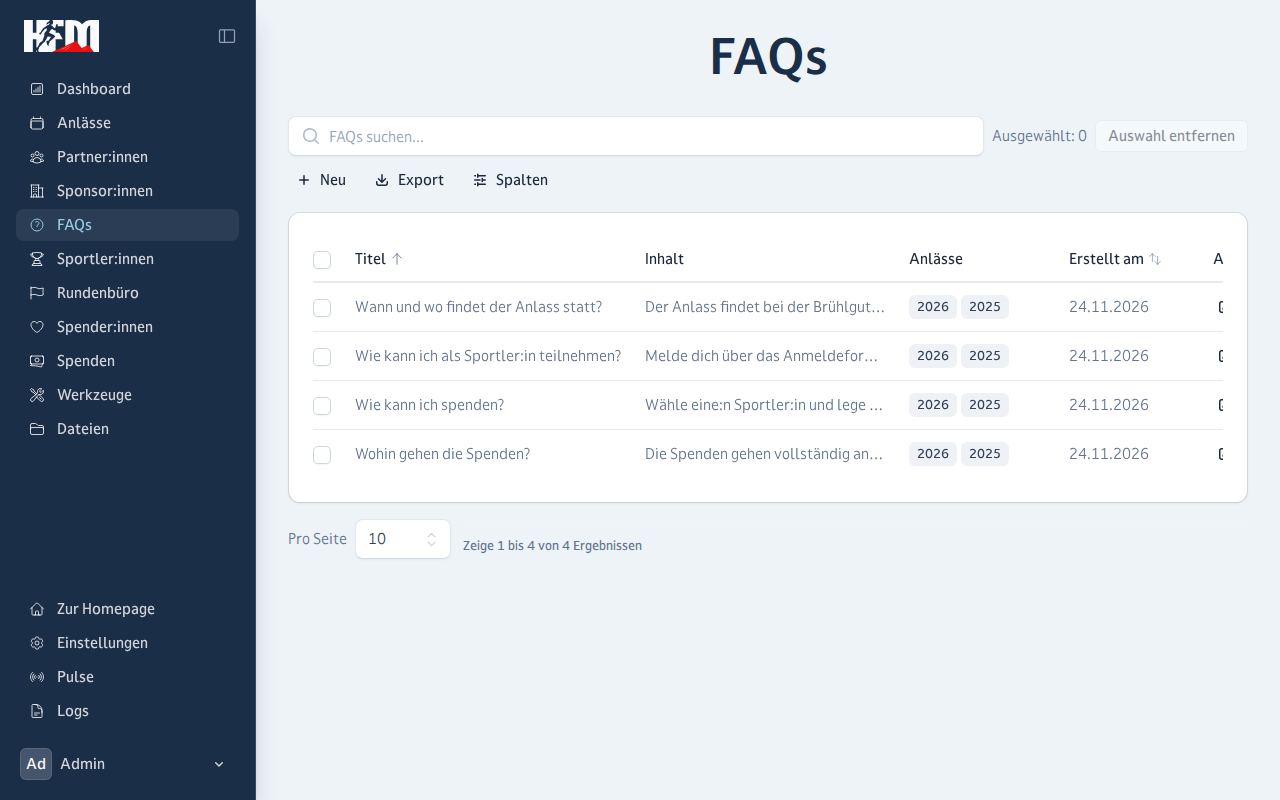 HFM
Dashboard
Anlässe
Partner:innen
Sponsor:innen
FAQs
Sportler:innen
Rundenbüro
Spender:innen
Spenden
Werkzeuge
Dateien
Zur Homepage
Einstellungen
Pulse
Logs
Ad Admin
FAQs
FAQs suchen... Ausgewählt: 0 Auswahl entfernen
Neu Export Spalten
Titel Inhalt Anlässe Erstellt am A
Wann und wo findet der Anlass statt? Der Anlass findet bei der Brühlgut... 2026 2025 24.11.2026
Wie kann ich als Sportler:in teilnehmen? Melde dich über das Anmeldefor... 2026 2025 24.11.2026
Wie kann ich spenden? Wähle eine:n Sportler:in und lege ... 2026 2025 24.11.2026
Wohin gehen die Spenden? Die Spenden gehen vollständig an... 2026 2025 24.11.2026
Pro Seite 10 Zeige 1 bis 4 von 4 Ergebnissen